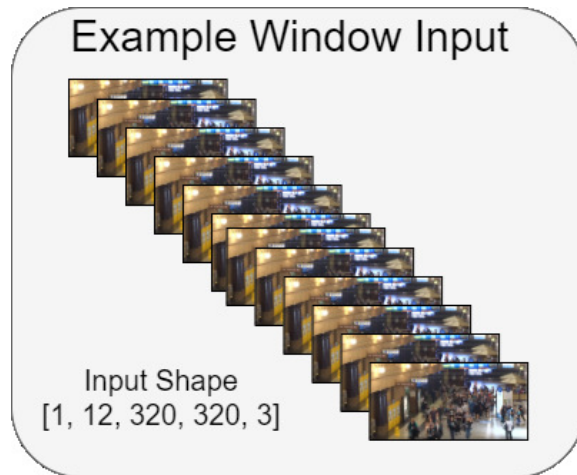 Example Window Input
Input Shape
[1, 12, 320, 320, 3]